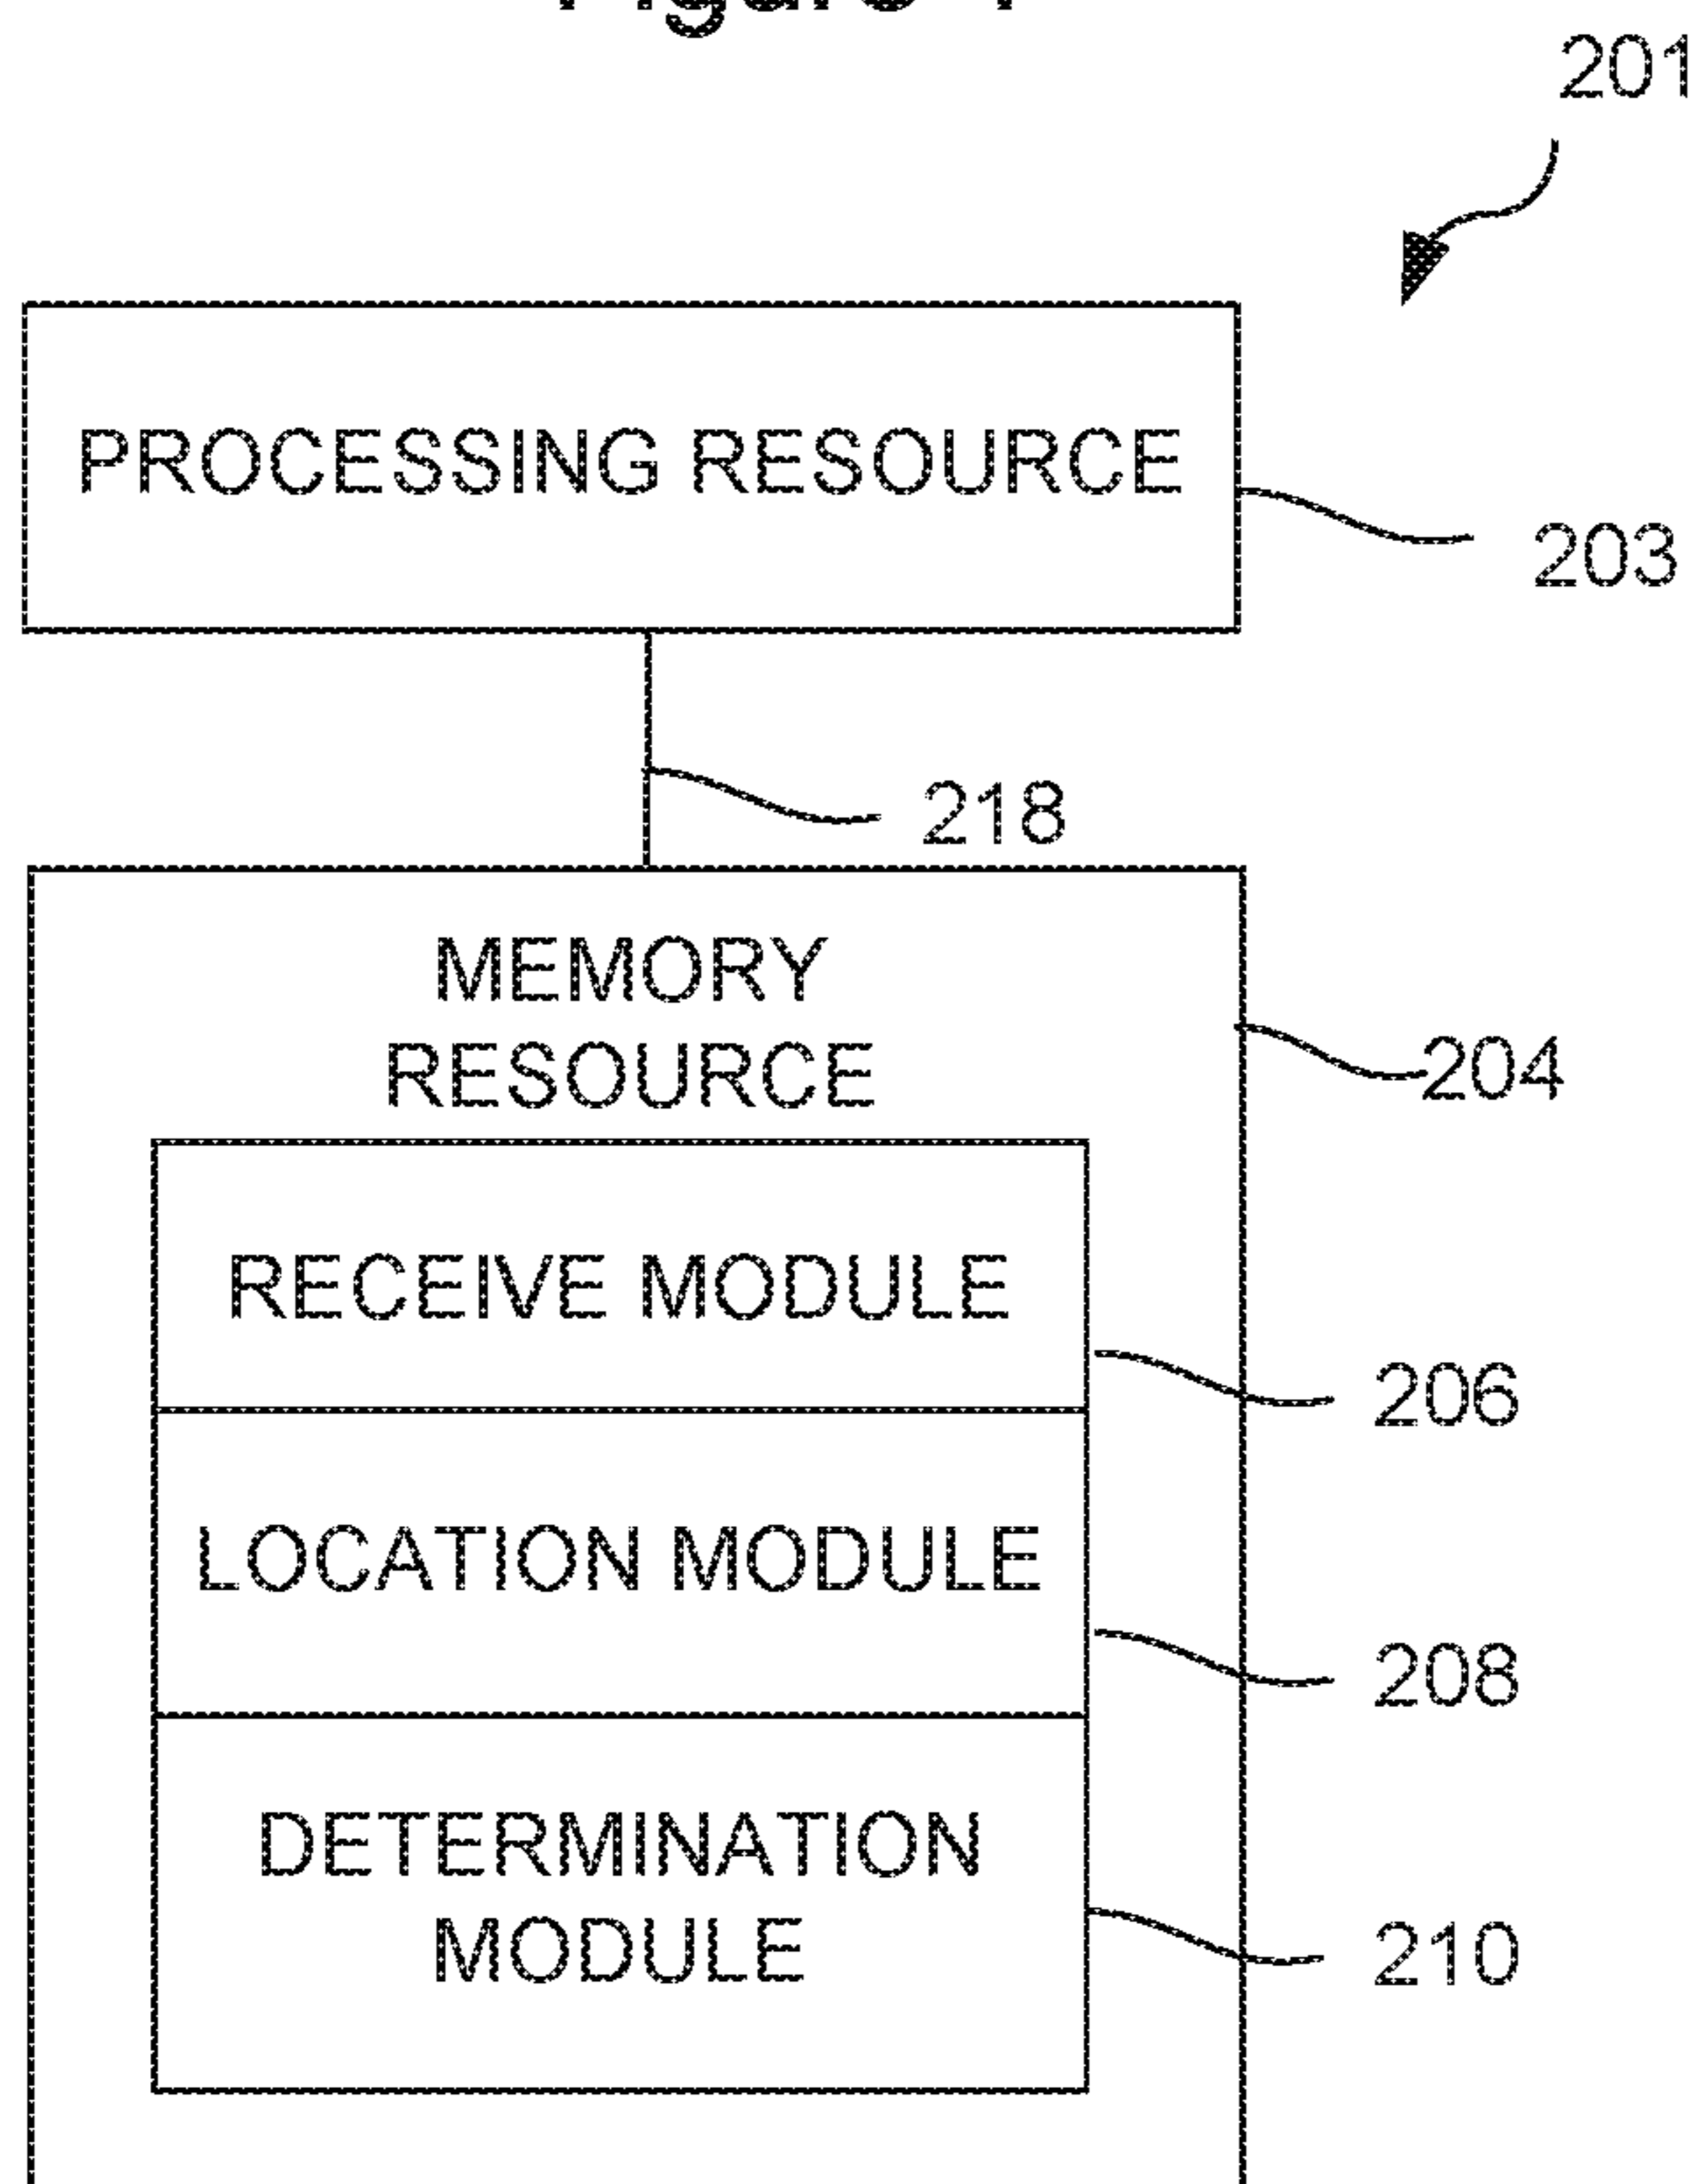 201
PROCESSING RESOURCE
203
218
MEMORY
RESOURCE
204
RECEIVE MODULE
206
LOCATION MODULE
208
DETERMINATION
MODULE
210